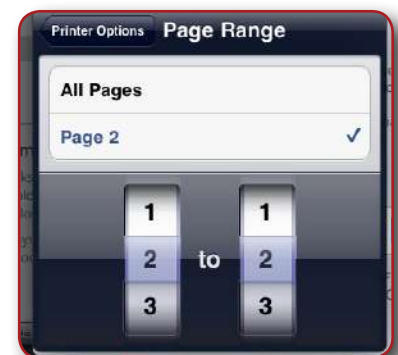 Printer Options Page Range
All Pages
Page 2 ✓
1 1
2 to 2
3 3